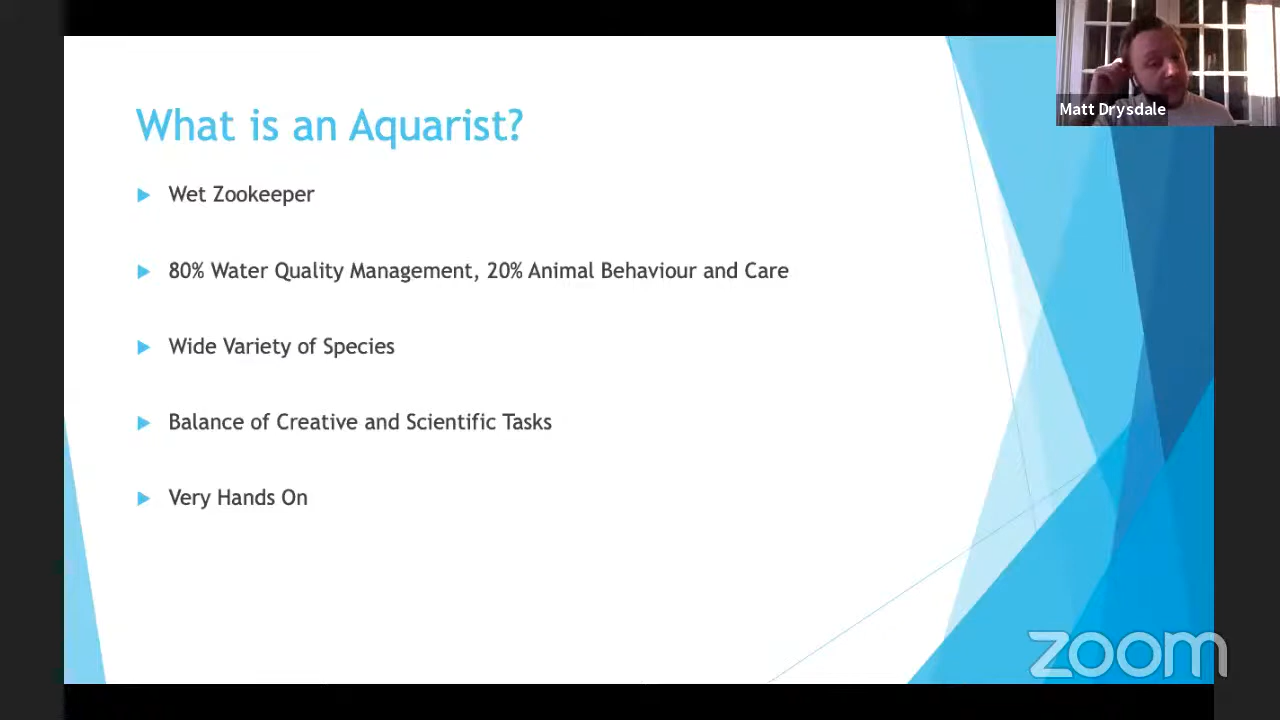 What is an Aquarist?
Wet Zookeeper
80% Water Quality Management, 20% Animal Behaviour and Care
Wide Variety of Species
Balance of Creative and Scientific Tasks
Very Hands On
Matt Drysdale
zoom